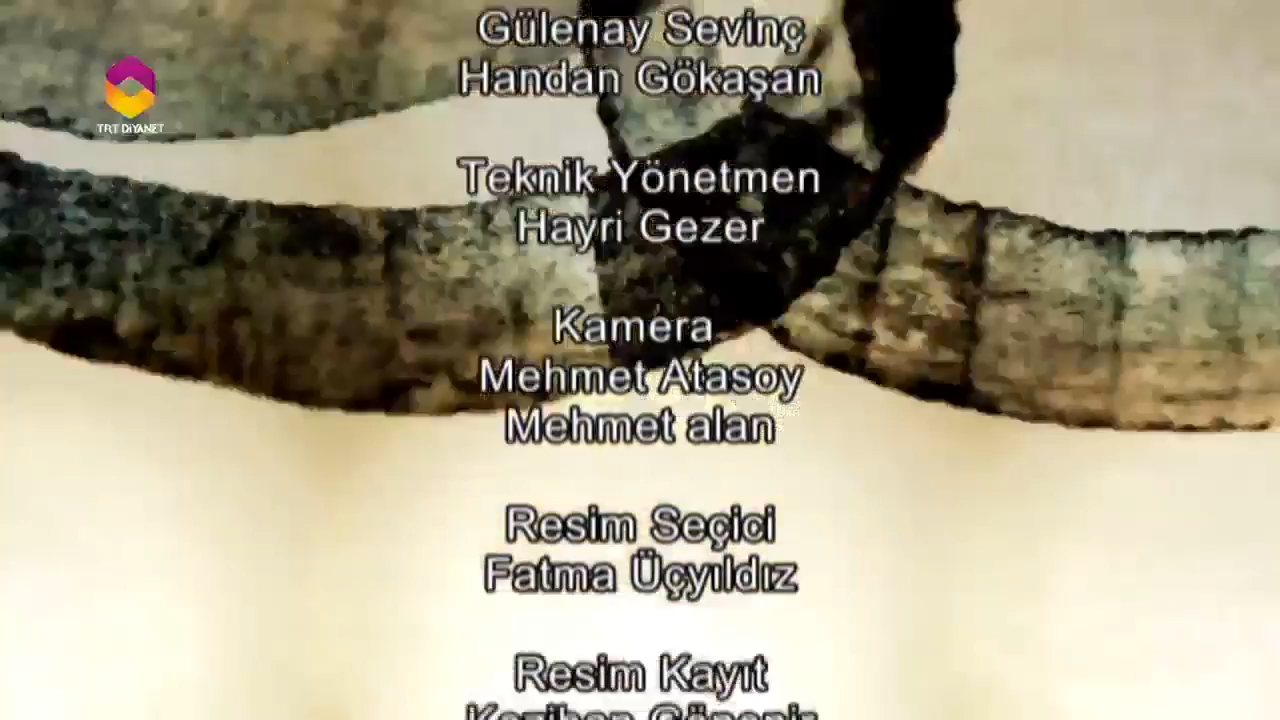 Gülenay Sevinç
Handan Gökaşan
TRT DİYANET
Teknik Yönetmen
Hayri Gezer
Kamera
Mehmet Atasoy
Mehmet alan
Resim Seçici
Fatma Üçyıldız
Resim Kayıt